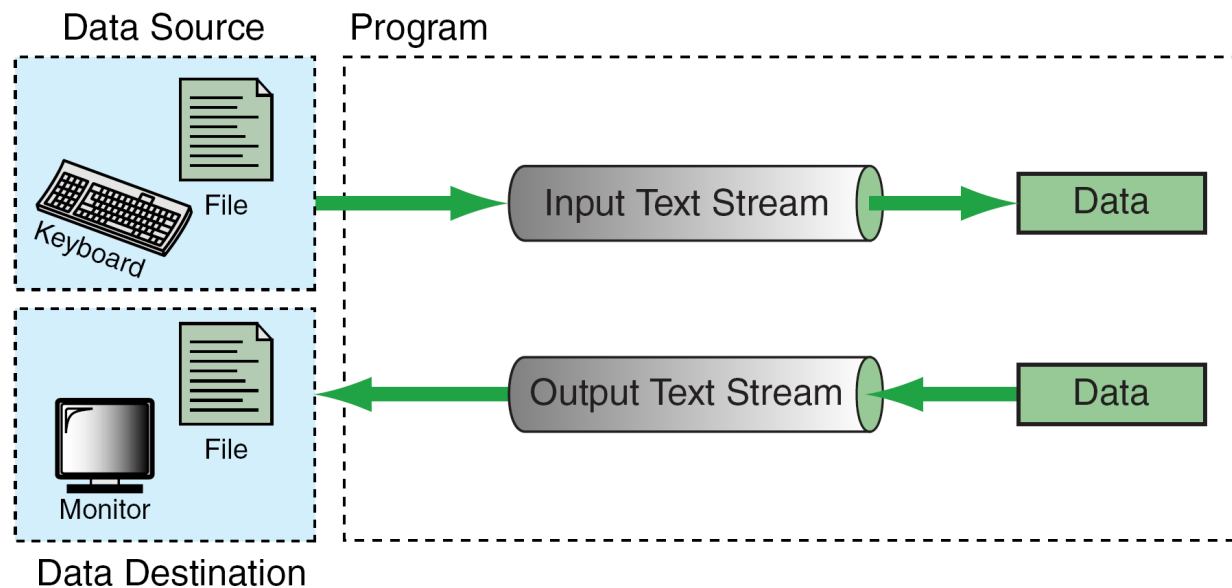 Data Source
Program
File
Keyboard
Input Text Stream
Data
File
Monitor
Output Text Stream
Data
Data Destination